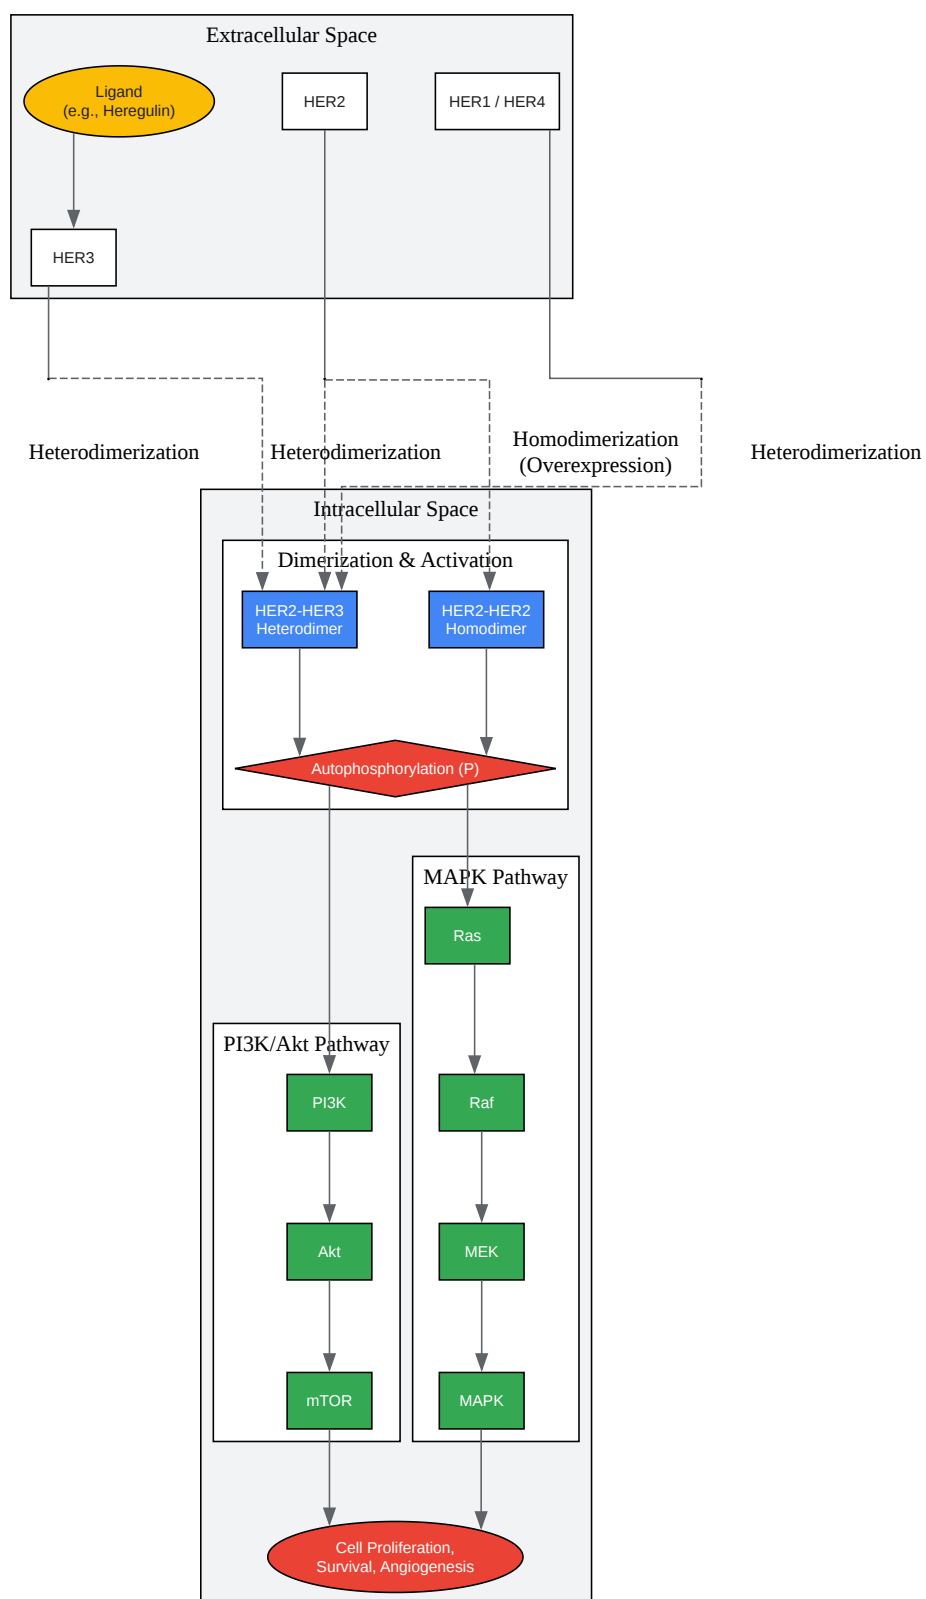 Extracellular Space
Ligand
(e.g., Heregulin)
HER2
HER1 / HER4
HER3
Heterodimerization
Heterodimerization
Homodimerization
(Overexpression)
Heterodimerization
Intracellular Space
Dimerization & Activation
HER2-HER3
Heterodimer
HER2-HER2
Homodimer
Autophosphorylation (P)
MAPK Pathway
Ras
PI3K/Akt Pathway
PI3K
Raf
Akt
MEK
mTOR
MAPK
Cell Proliferation,
Survival, Angiogenesis